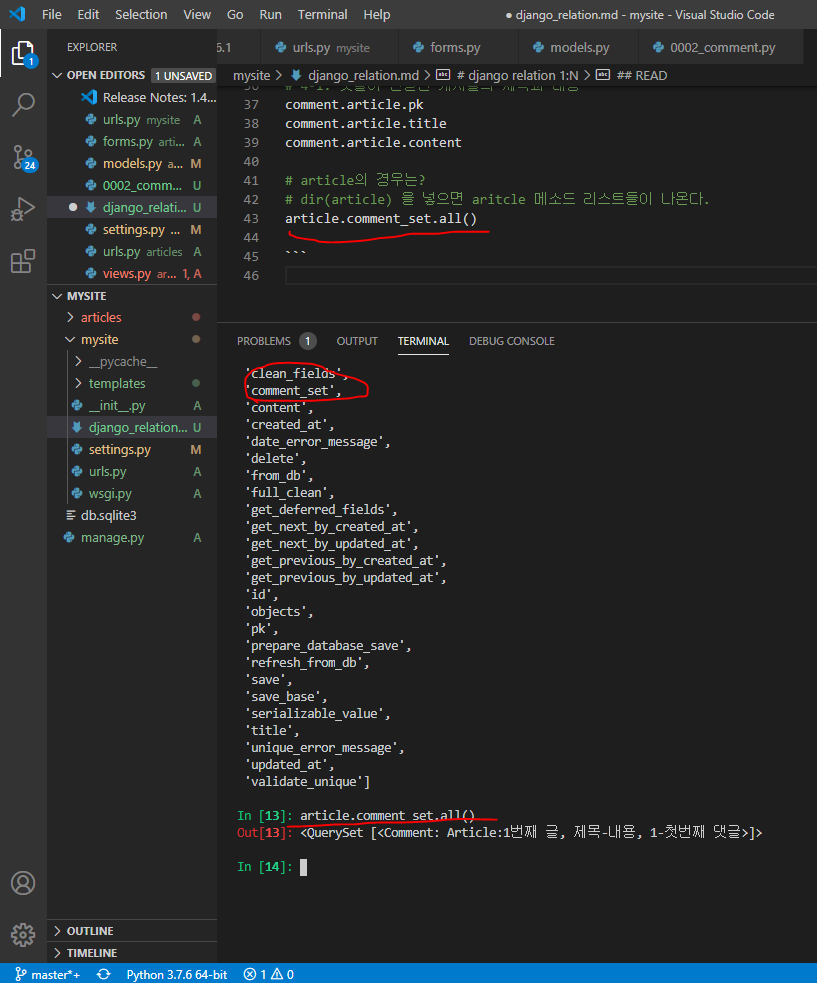 File Edit Selection View Go Run Terminal Help ● django_relation.md - mysite - Visual Studio Code
EXPLORER
6.1 urls.py mysite forms.py models.py 0002_comment.py
OPEN EDITORS 1 UNSAVED
mysite > django_relation.md > # django relation 1:N > ## READ
Release Notes: 1.4...
urls.py mysite A
forms.py arti... A
models.py a... M
0002_comm... U
django_relati... U
settings.py ... M
urls.py articles A
views.py ar... 1, A
37 comment.article.pk
38 comment.article.title
39 comment.article.content
40
41 # article의 경우는?
42 # dir(article) 을 넣으면 aritcle 메소드 리스트들이 나온다.
43 article.comment_set.all()
44
45 ```
46
MYSITE
articles
mysite
__pycache__
templates
__init__.py A
django_relation... U
settings.py M
urls.py A
wsgi.py A
db.sqlite3
manage.py A
PROBLEMS 1 OUTPUT TERMINAL DEBUG CONSOLE
'clean_fields',
'comment_set',
'content',
'created_at',
'date_error_message',
'delete',
'from_db',
'full_clean',
'get_deferred_fields',
'get_next_by_created_at',
'get_next_by_updated_at',
'get_previous_by_created_at',
'get_previous_by_updated_at',
'id',
'objects',
'pk',
'prepare_database_save',
'refresh_from_db',
'save',
'save_base',
'serializable_value',
'title',
'unique_error_message',
'updated_at',
'validate_unique']
In [13]: article.comment_set.all()
Out[13]: <QuerySet [<Comment: Article:1번째 글, 제목-내용, 1-첫번째 댓글>]>
In [14]:
1
24
OUTLINE
TIMELINE
master*+ Python 3.7.6 64-bit 1 0